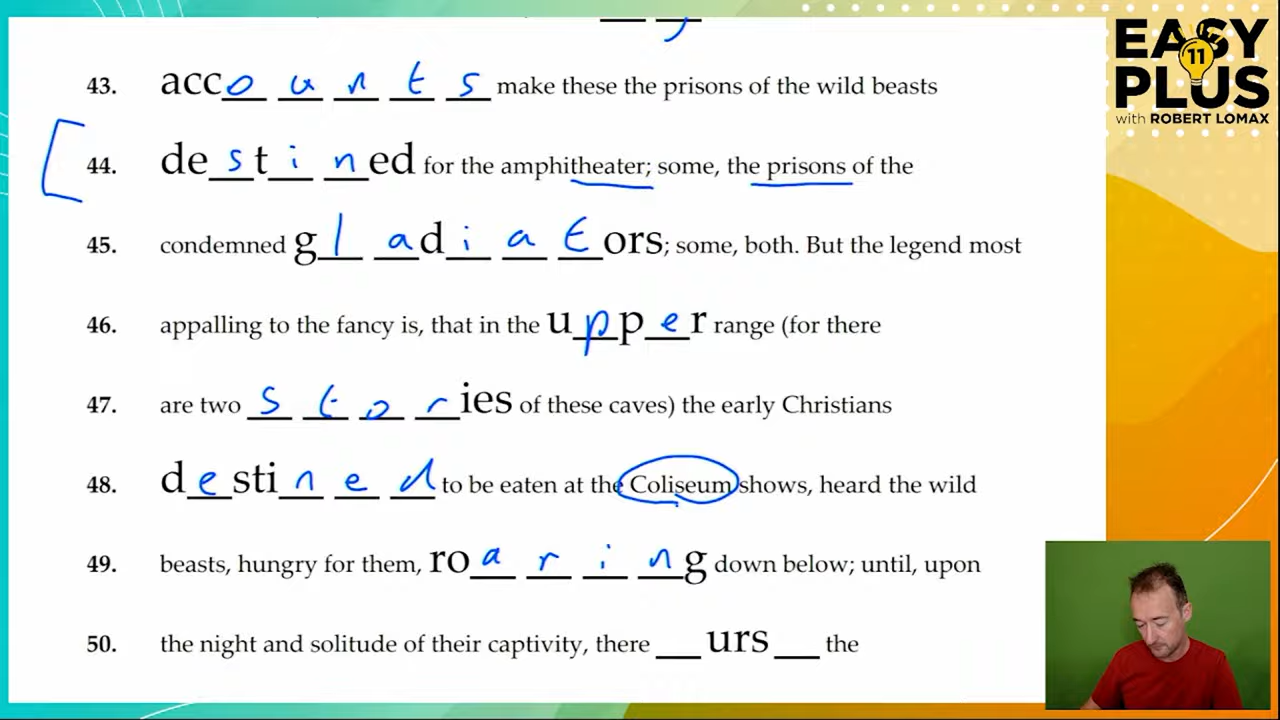 EASY
11
PLUS
with ROBERT LOMAX
43. accounts make these the prisons of the wild beasts
44. destined for the amphitheater; some, the prisons of the
45. condemned gladiators; some, both. But the legend most
46. appalling to the fancy is, that in the upper range (for there
47. are two stories of these caves) the early Christians
48. destined to be eaten at the Coliseum shows, heard the wild
49. beasts, hungry for them, roaring down below; until, upon
50. the night and solitude of their captivity, there __urs__ the